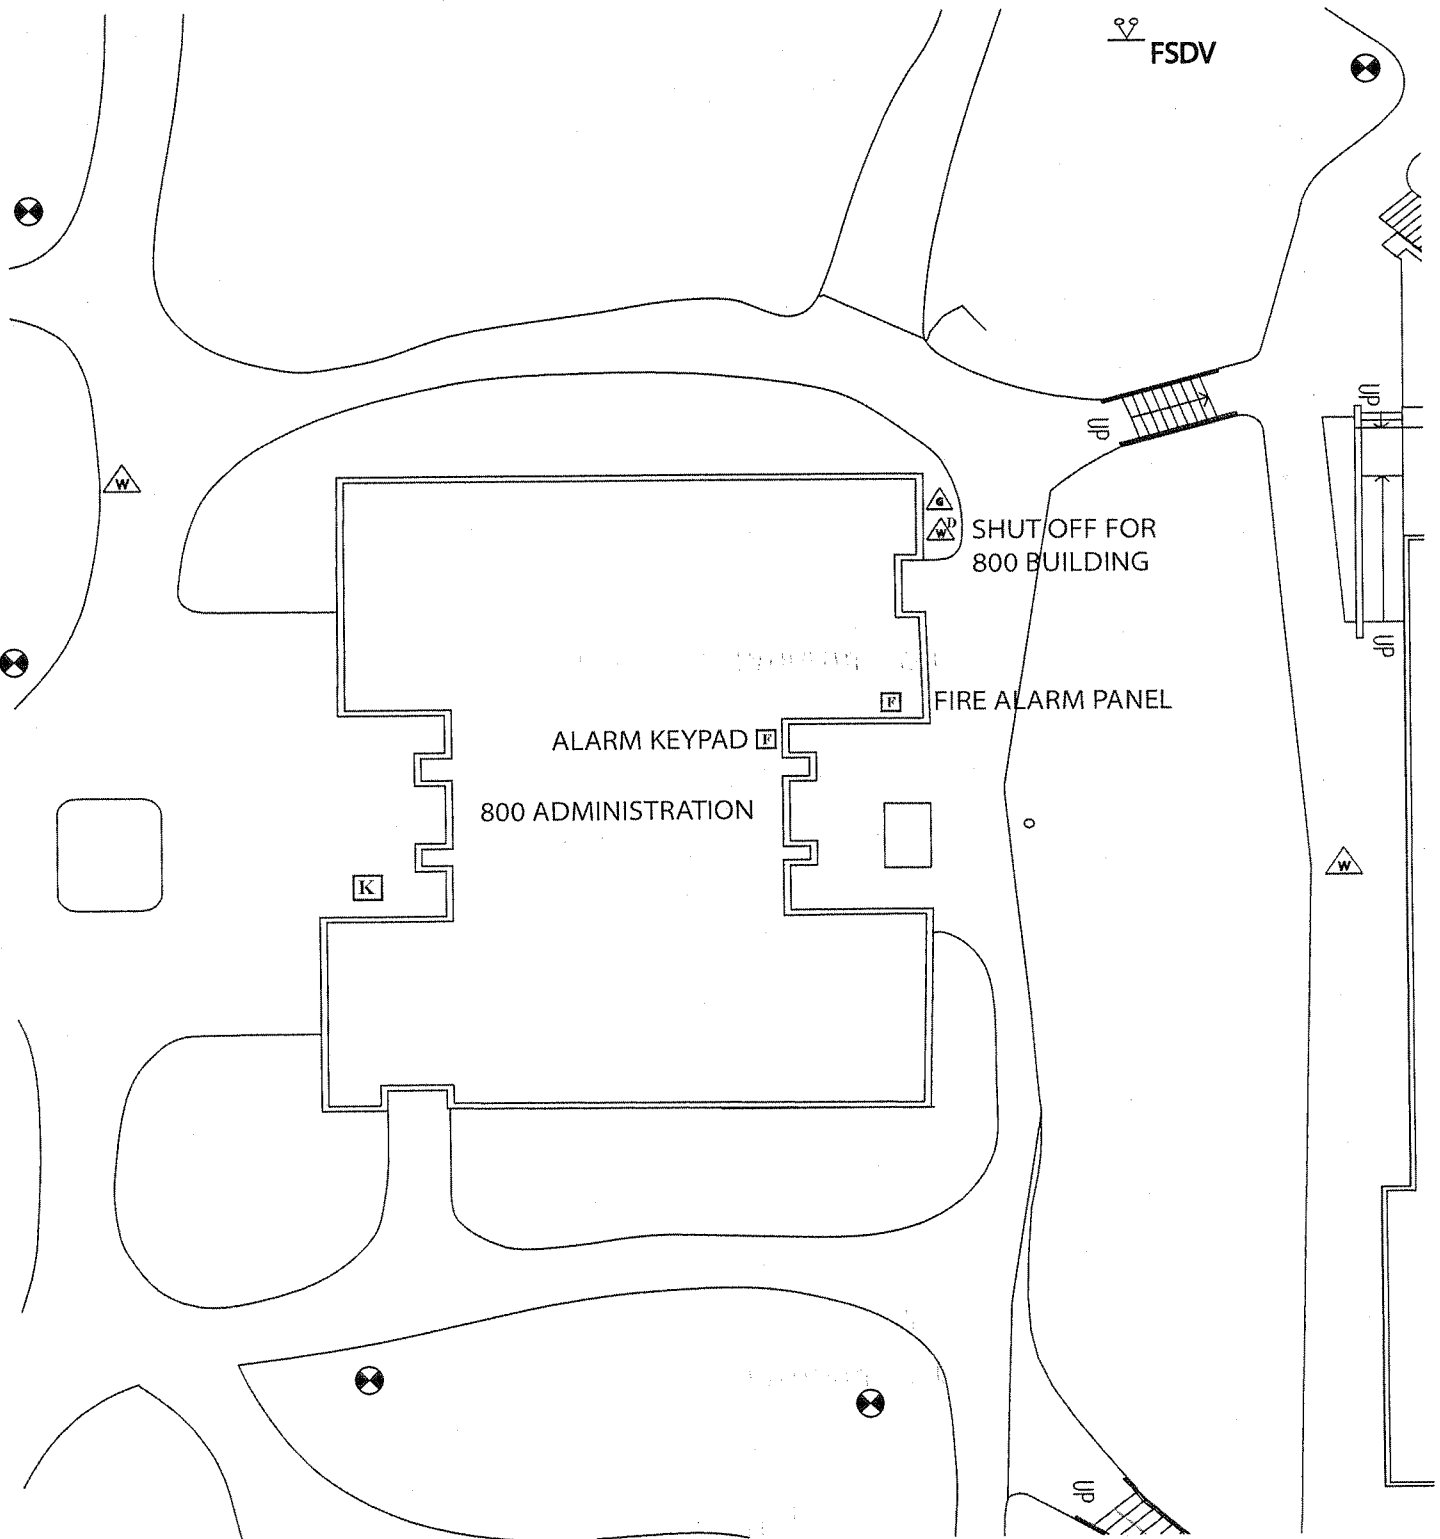 FSDV
UP
UP
W
G
W D
SHUT OFF FOR
800 BUILDING
UP
F
FIRE ALARM PANEL
ALARM KEYPAD F
800 ADMINISTRATION
W
K
UP